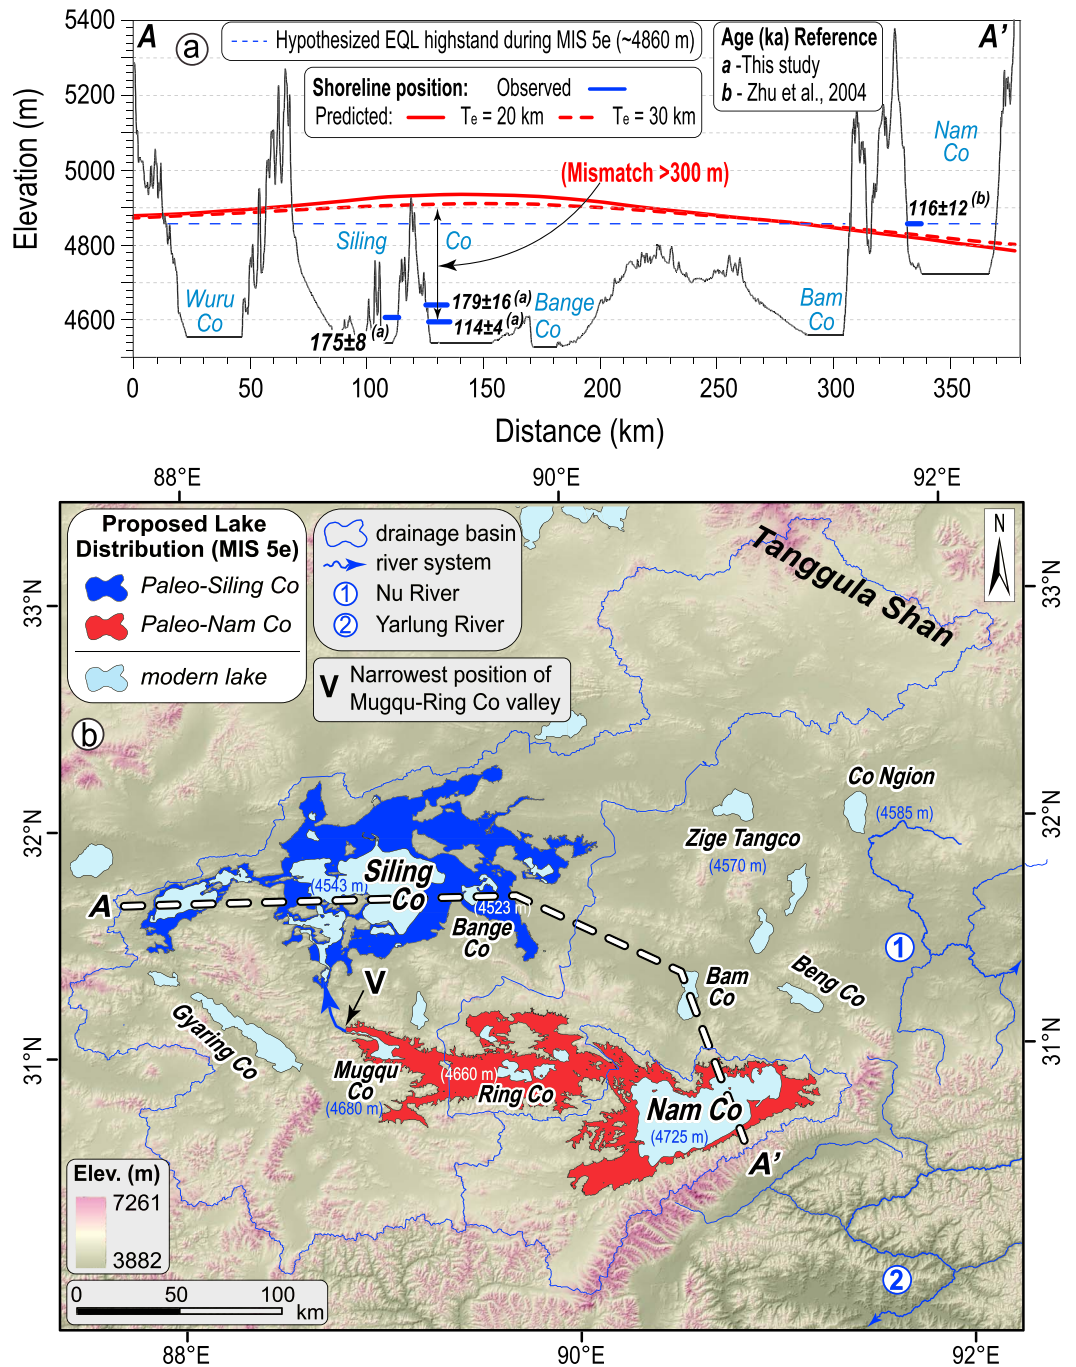 5400
5200
5000
4800
4600
Elevation (m)
A
a
A’
Hypothesized EQL highstand during MIS 5e (~4860 m)
Shoreline position: Observed
Predicted: Te = 20 km Te = 30 km
Age (ka) Reference
a -This study
b - Zhu et al., 2004
Nam
Co
(Mismatch >300 m)
116±12 (b)
Siling Co
Wuru
Co
179±16 (a)
114±4 (a)
175±8 (a)
Bange
Co
Bam
Co
0 50 100 150 200 250 300 350
Distance (km)
88°E 90°E 92°E
Proposed Lake
Distribution (MIS 5e)
Paleo-Siling Co
Paleo-Nam Co
modern lake
drainage basin
river system
1 Nu River
2 Yarlung River
V Narrowest position of
Mugqu-Ring Co valley
N
Tanggula Shan
33°N
33°N
b
Co Ngion
(4585 m)
32°N
32°N
Zige Tangco
(4570 m)
Siling
(4543 m)
Co
A
(4523 m)
Bange
Co
1
V
Bam
Co
Beng Co
Gyaring Co
31°N
31°N
Mugqu
Co
(4680 m)
(4660 m)
Ring Co
Nam Co
(4725 m)
A’
Elev. (m)
7261
3882
0 50 100
km
2
88°E 90°E 92°E